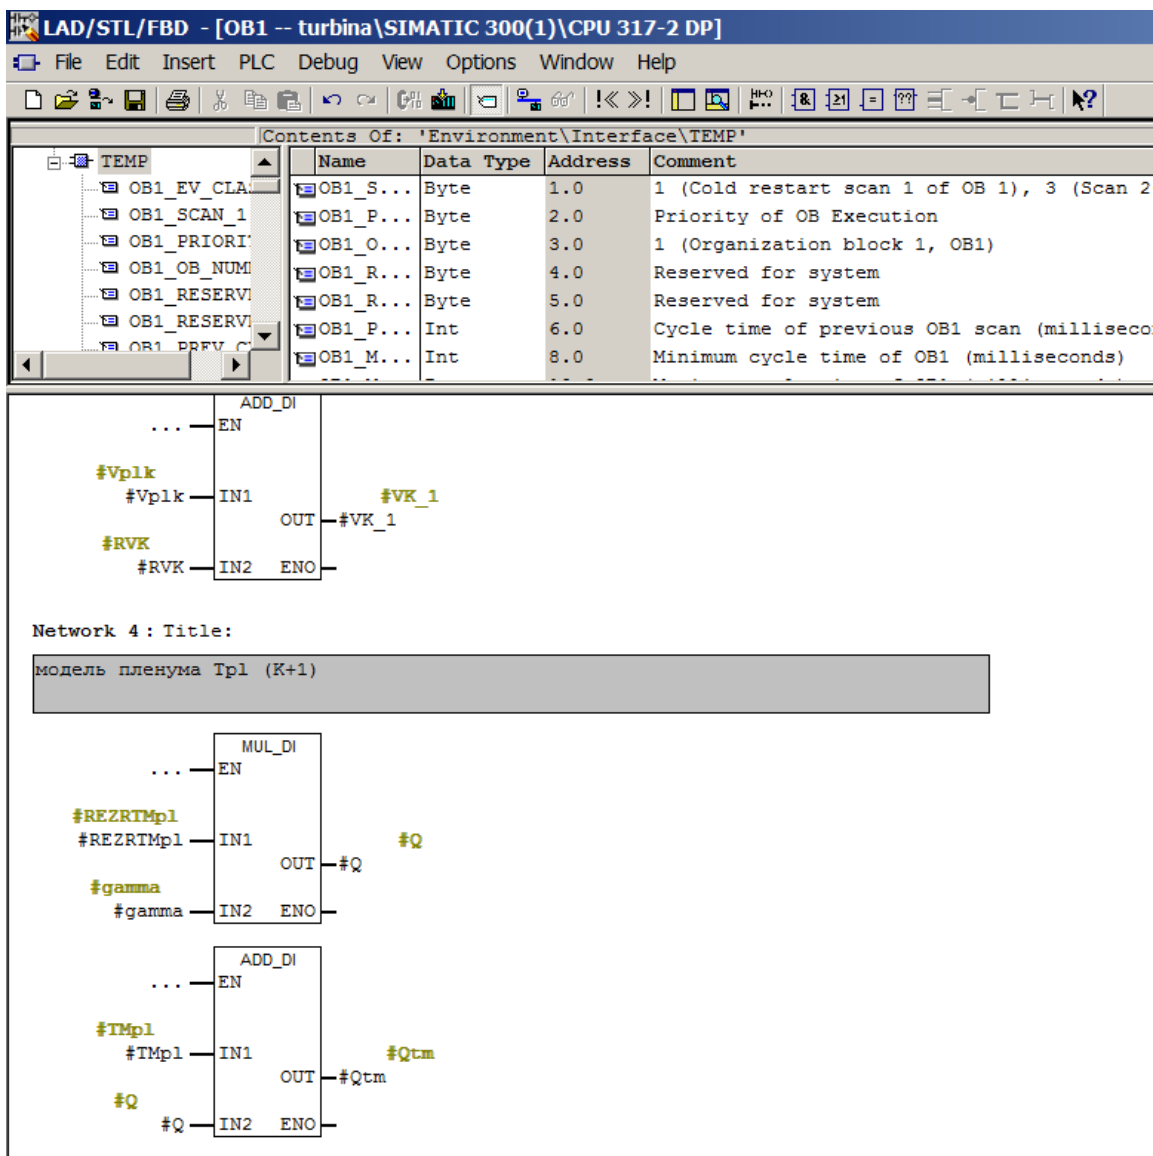 LAD/STL/FBD - [OB1 -- turbina\SIMATIC 300(1)\CPU 317-2 DP]
File Edit Insert PLC Debug View Options Window Help
Contents Of: 'Environment\Interface\TEMP'
TEMP
OB1_EV_CLA
OB1_SCAN_1
OB1_PRIORI
OB1_OB_NUM
OB1_RESERV
OB1_RESERV
OB1_PREV_C
Name Data Type Address Comment
OB1_S... Byte 1.0 1 (Cold restart scan 1 of OB 1), 3 (Scan 2
OB1_P... Byte 2.0 Priority of OB Execution
OB1_O... Byte 3.0 1 (Organization block 1, OB1)
OB1_R... Byte 4.0 Reserved for system
OB1_R... Byte 5.0 Reserved for system
OB1_P... Int 6.0 Cycle time of previous OB1 scan (milliseco
OB1_M... Int 8.0 Minimum cycle time of OB1 (milliseconds)
ADD_DI
... EN
#Vplk
#Vplk IN1 #VK_1
OUT #VK_1
#RVK
#RVK IN2 ENO
Network 4 : Title:
модель пленума Tpl (K+1)
MUL_DI
... EN
#REZRTMpl
#REZRTMpl IN1 #Q
OUT #Q
#gamma
#gamma IN2 ENO
ADD_DI
... EN
#TMpl
#TMpl IN1 #Qtm
OUT #Qtm
#Q
#Q IN2 ENO